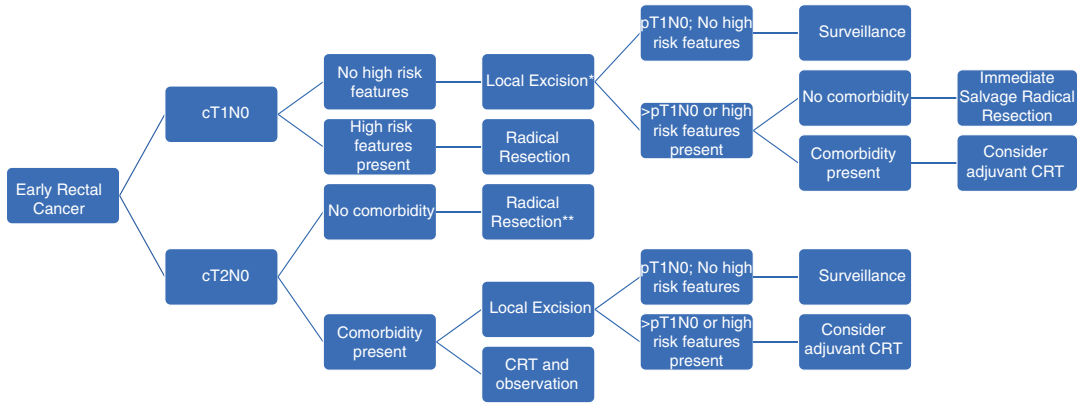 Early Rectal
Cancer
cT1N0
No high risk
features
Local Excision*
pT1N0; No high
risk features
Surveillance
>pT1N0 or high
risk features
present
No comorbidity
Immediate
Salvage Radical
Resection
Comorbidity
present
Consider
adjuvant CRT
High risk
features
present
Radical
Resection
cT2N0
No comorbidity
Radical
Resection**
Comorbidity
present
Local Excision
pT1N0; No high
risk features
Surveillance
>pT1N0 or high
risk features
present
Consider
adjuvant CRT
CRT and
observation